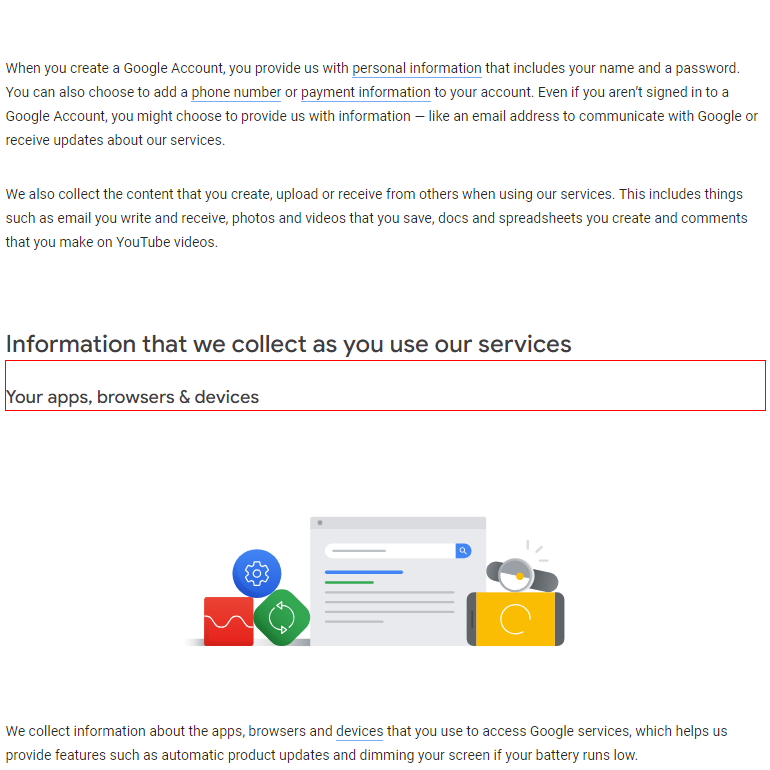 When you create a Google Account, you provide us with personal information that includes your name and a password.
You can also choose to add a phone number or payment information to your account. Even if you aren’t signed in to a
Google Account, you might choose to provide us with information — like an email address to communicate with Google or
receive updates about our services.
We also collect the content that you create, upload or receive from others when using our services. This includes things
such as email you write and receive, photos and videos that you save, docs and spreadsheets you create and comments
that you make on YouTube videos.
Information that we collect as you use our services
Your apps, browsers & devices
We collect information about the apps, browsers and devices that you use to access Google services, which helps us
provide features such as automatic product updates and dimming your screen if your battery runs low.